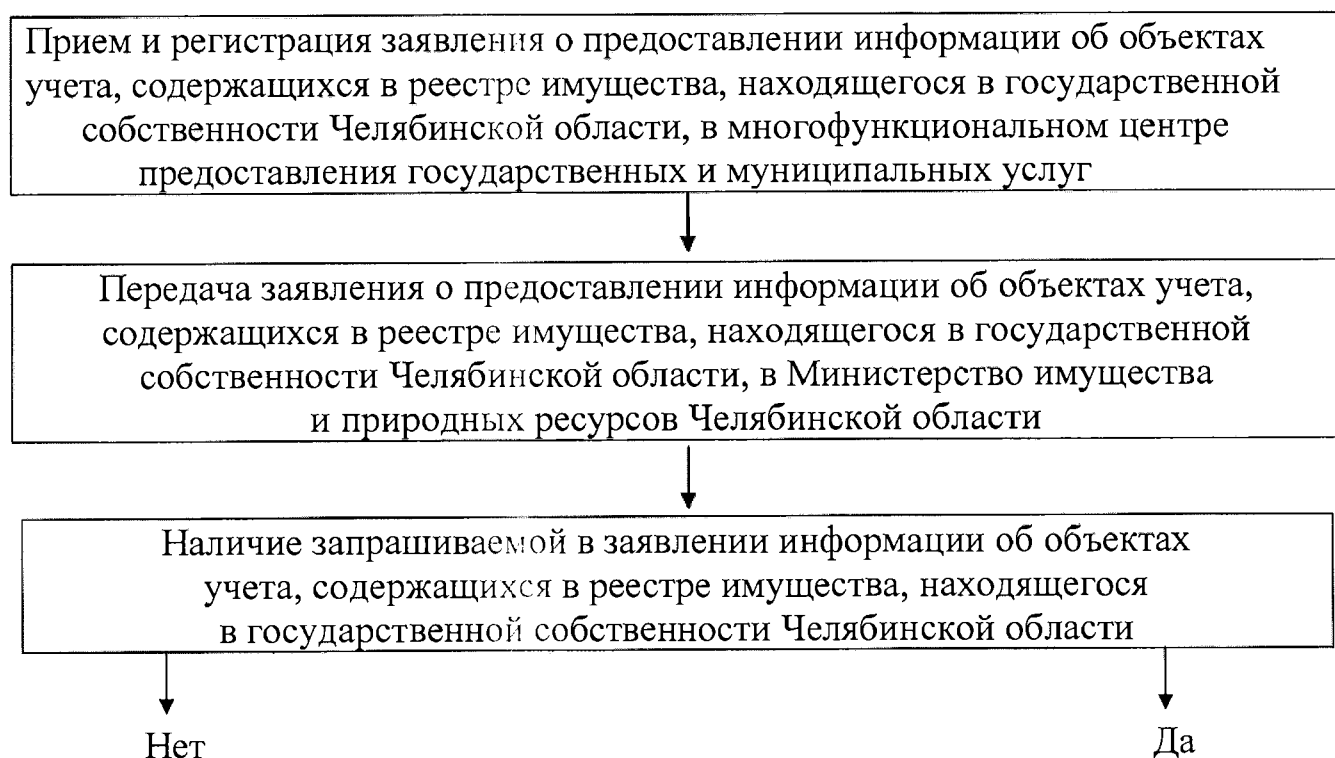 Прием и регистрация заявления о предоставлении информации об объектах
учета, содержащихся в реестре имущества, находящегося в государственной
собственности Челябинской области, в многофункциональном центре
предоставления государственных и муниципальных услуг
Передача заявления о предоставлении информации об объектах учета,
содержащихся в реестре имущества, находящегося в государственной
собственности Челябинской области, в Министерство имущества
и природных ресурсов Челябинской области
Наличие запрашиваемой в заявлении информации об объектах
учета, содержащихся в реестре имущества, находящегося
в государственной собственности Челябинской области
Нет
Да